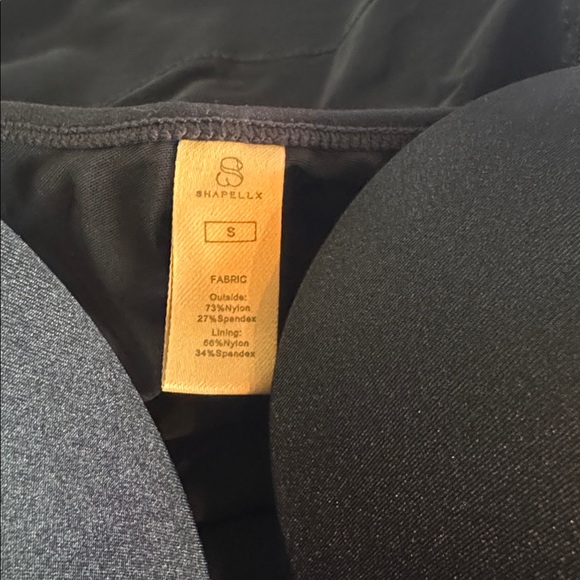 SHAPELLX
S
FABRIC
Outside:
73%Nylon
27%Spandex
Lining:
66%Nylon
34%Spandex